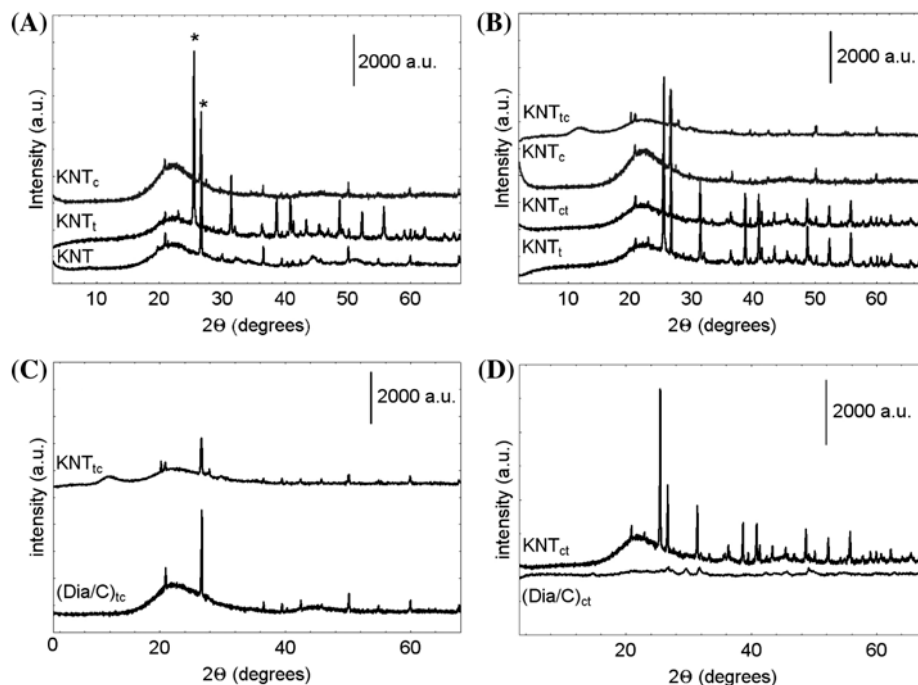 (A)
*
*
2000 a.u.
Intensity (a.u.)
KNTc
KNTt
KNT
10 20 30 40 50 60
2Θ (degrees)
(B)
2000 a.u.
Intensity (a.u.)
KNTtc
KNTc
KNTct
KNTt
10 20 30 40 50 60
2Θ (degrees)
(C)
2000 a.u.
intensity (a.u.)
KNTtc
(Dia/C)tc
0 20 40 60
2Θ (degrees)
(D)
2000 a.u.
intensity (a.u.)
KNTct
(Dia/C)ct
20 40 60
2Θ (degrees)